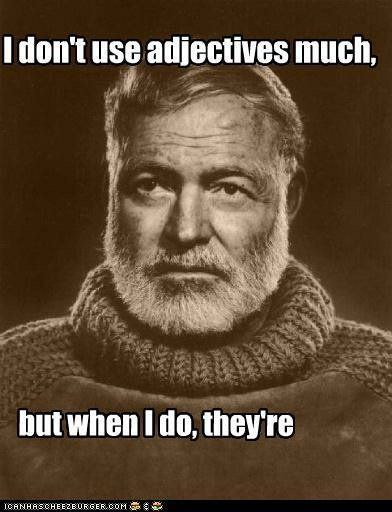 I don't use adjectives much,
but when I do, they're
ICANHASCHEEZBURGER.COM